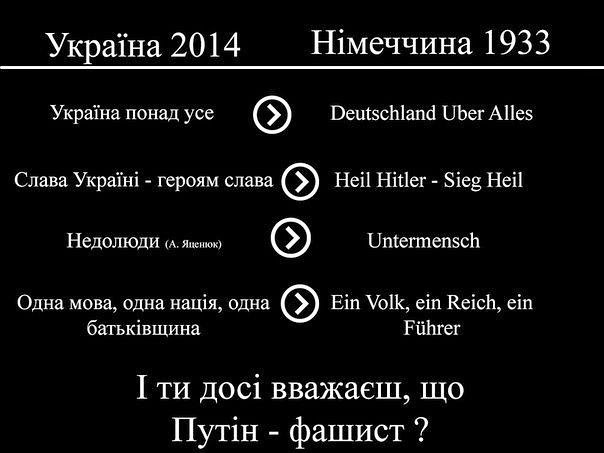 Україна 2014 Німеччина 1933
Україна понад усе Deutschland Uber Alles
Слава Україні - героям слава Heil Hitler - Sieg Heil
Недолюди (А. Яценюк) Untermensch
Одна мова, одна нація, одна Ein Volk, ein Reich, ein
батьківщина Führer
І ти досі вважаєш, що
Путін - фашист ?